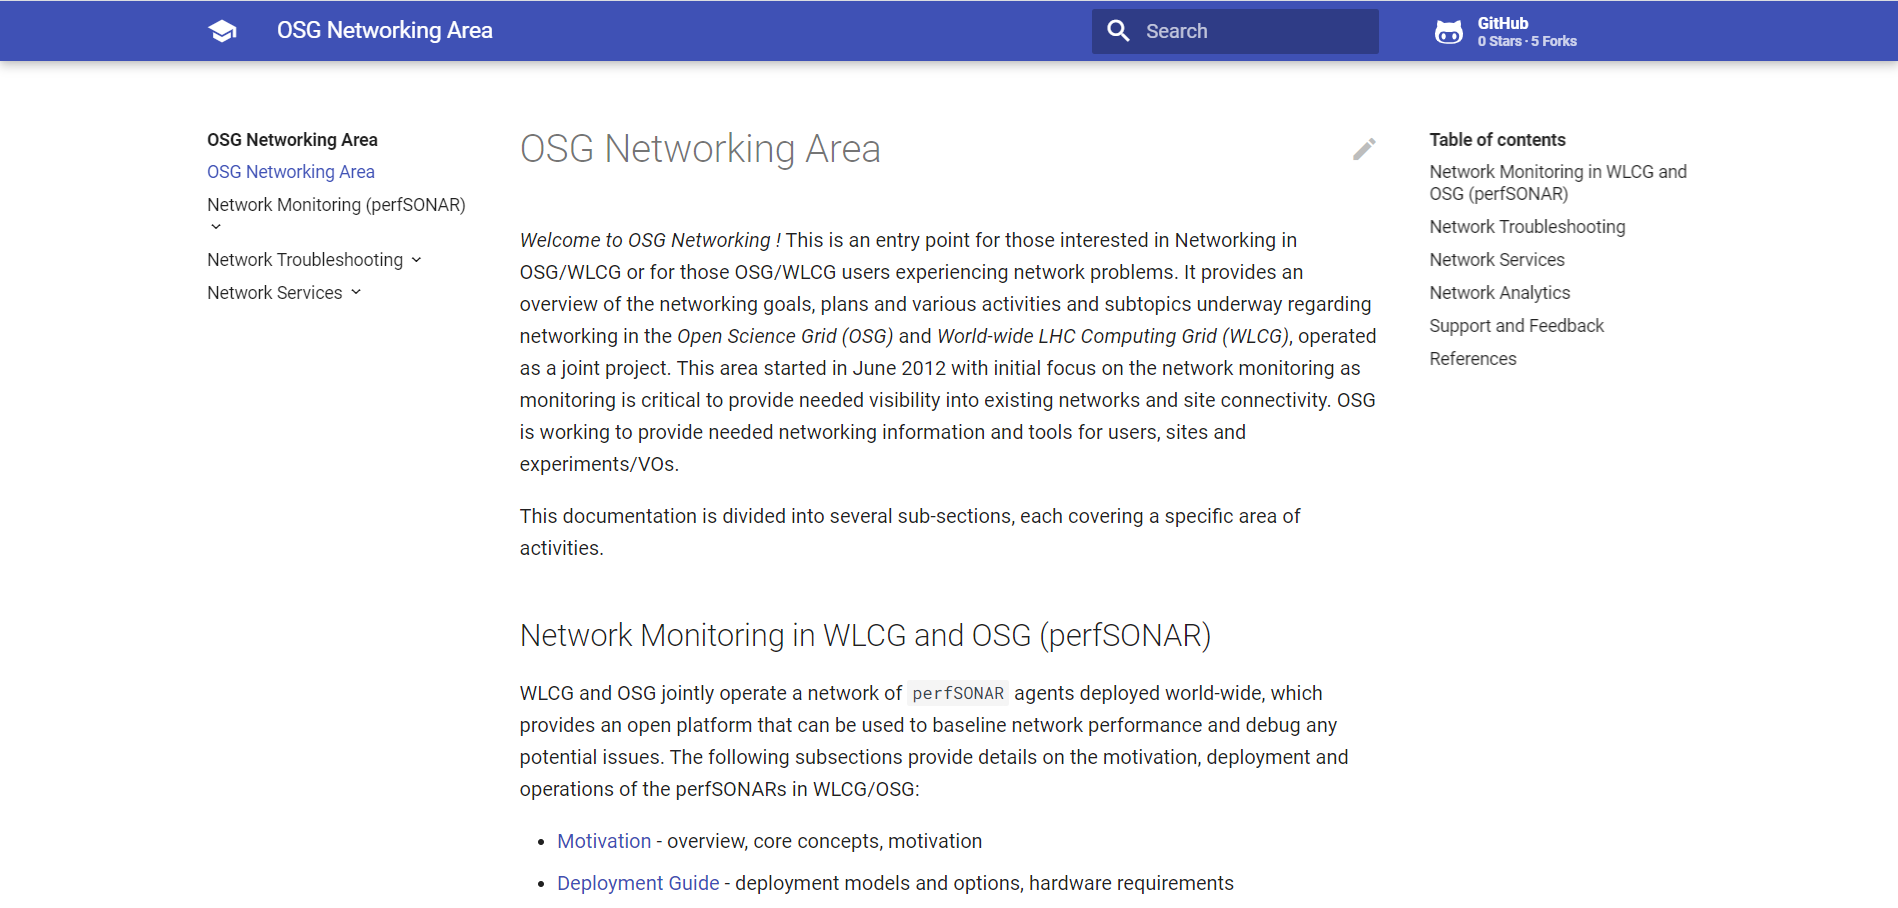 OSG Networking Area
Search
GitHub
0 Stars · 5 Forks
OSG Networking Area
OSG Networking Area
Network Monitoring (perfSONAR)
Network Troubleshooting
Network Services
OSG Networking Area
Welcome to OSG Networking ! This is an entry point for those interested in Networking in
OSG/WLCG or for those OSG/WLCG users experiencing network problems. It provides an
overview of the networking goals, plans and various activities and subtopics underway regarding
networking in the Open Science Grid (OSG) and World-wide LHC Computing Grid (WLCG), operated
as a joint project. This area started in June 2012 with initial focus on the network monitoring as
monitoring is critical to provide needed visibility into existing networks and site connectivity. OSG
is working to provide needed networking information and tools for users, sites and
experiments/VOs.
This documentation is divided into several sub-sections, each covering a specific area of
activities.
Network Monitoring in WLCG and OSG (perfSONAR)
WLCG and OSG jointly operate a network of perfSONAR agents deployed world-wide, which
provides an open platform that can be used to baseline network performance and debug any
potential issues. The following subsections provide details on the motivation, deployment and
operations of the perfSONARs in WLCG/OSG:
• Motivation - overview, core concepts, motivation
• Deployment Guide - deployment models and options, hardware requirements
Table of contents
Network Monitoring in WLCG and
OSG (perfSONAR)
Network Troubleshooting
Network Services
Network Analytics
Support and Feedback
References